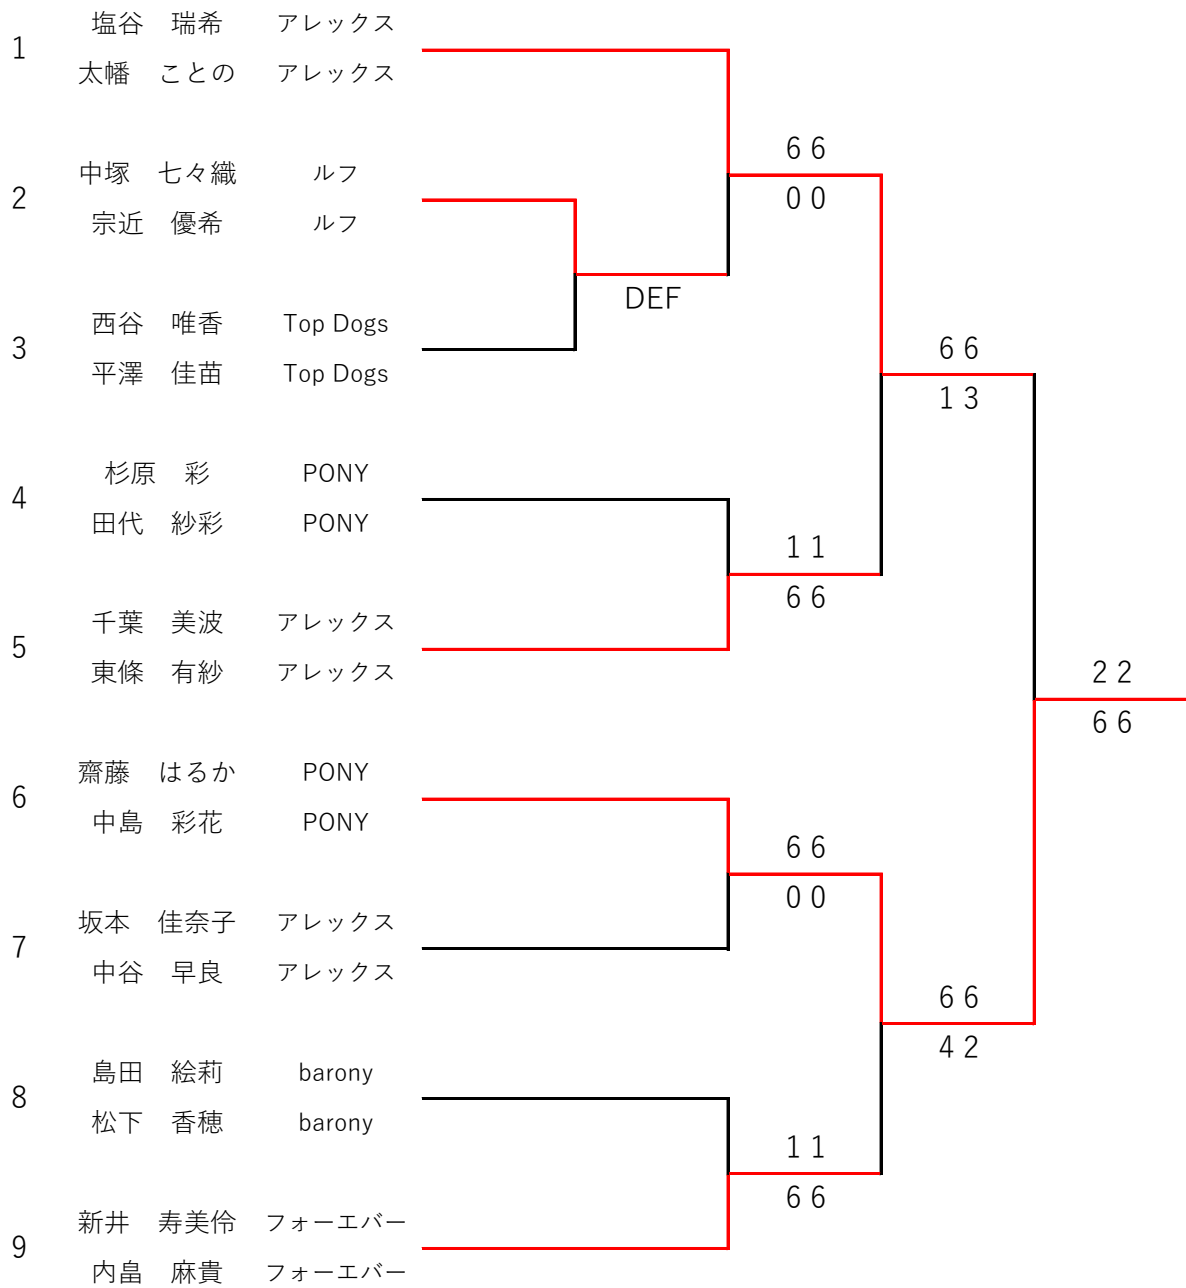 塩谷　瑞希　アレックス
1
太幡　ことの　アレックス
6 6
中塚　七々織　ルフ
2
0 0
宗近　優希　ルフ
DEF
西谷　唯香　Top Dogs
3
6 6
平澤　佳苗　Top Dogs
1 3
杉原　彩　PONY
4
田代　紗彩　PONY
1 1
6 6
千葉　美波　アレックス
5
東條　有紗　アレックス
2 2
6 6
齋藤　はるか　PONY
6
中島　彩花　PONY
6 6
0 0
坂本　佳奈子　アレックス
7
中谷　早良　アレックス
6 6
4 2
島田　絵莉　barony
8
松下　香穂　barony
1 1
6 6
新井　寿美伶　フォーエバー
9
内畠　麻貴　フォーエバー